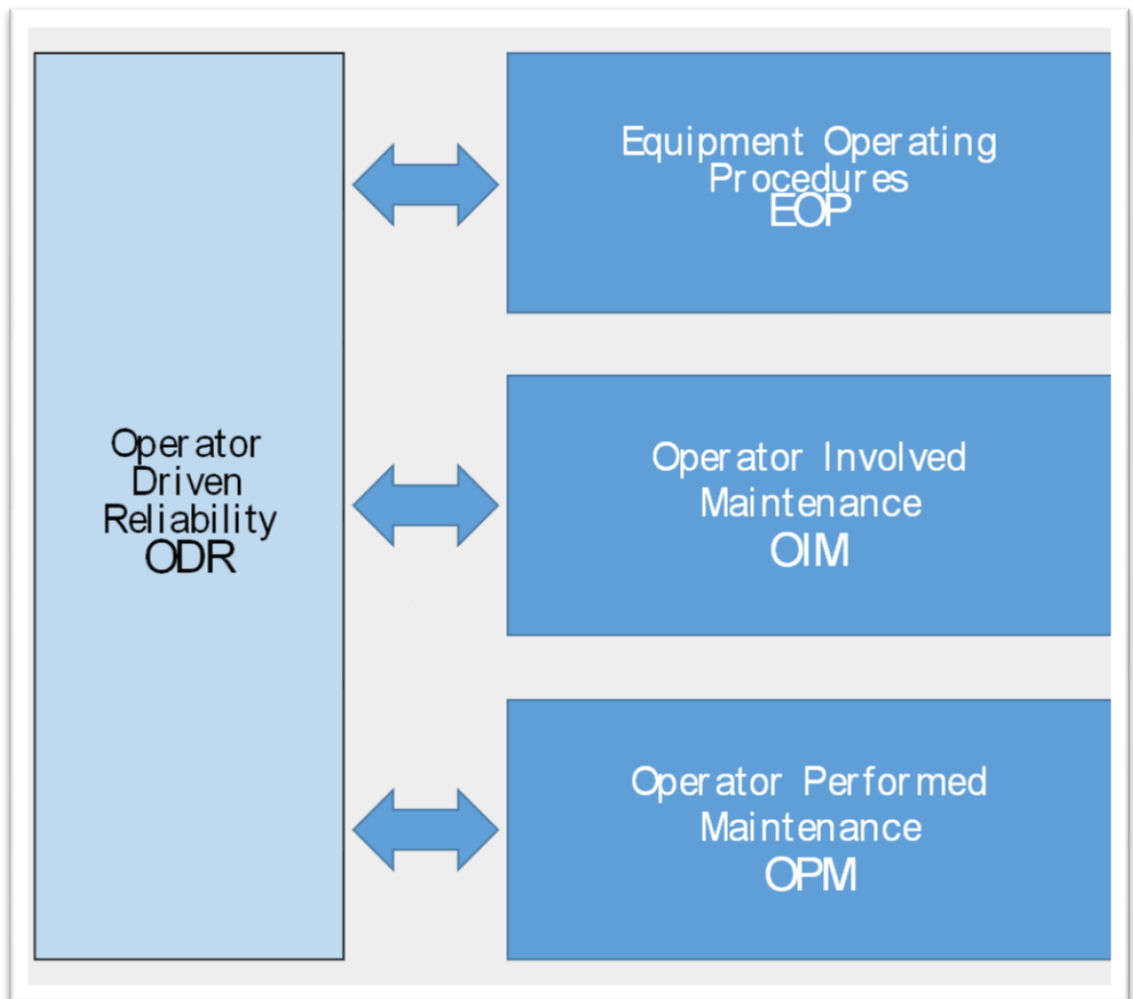 Operator
Driven
Reliability
ODR
Equipment Operating
Procedures
EOP
Operator Involved
Maintenance
OIM
Operator Performed
Maintenance
OPM